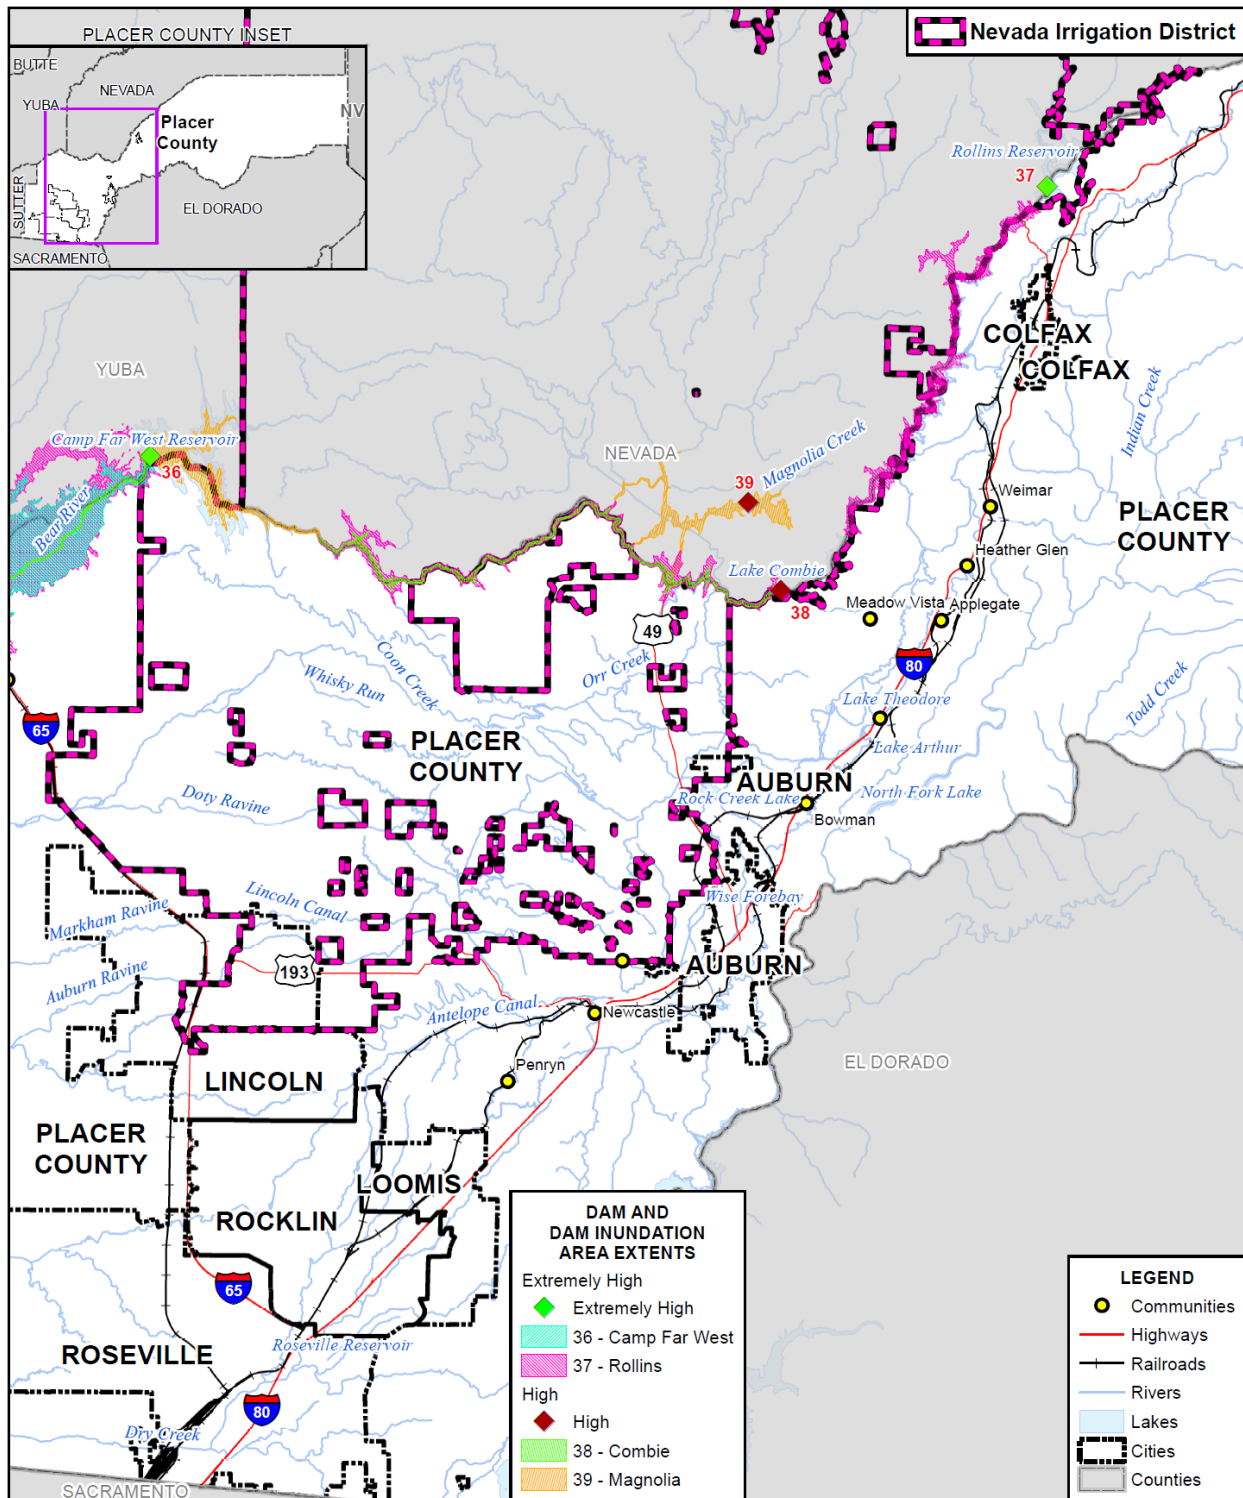 Nevada Irrigation District
PLACER COUNTY INSET
BUTTE
NEVADA
YUBA
NV
Placer
County
SUTTER
EL DORADO
SACRAMENTO
Rollins Reservoir
37
COLFAX
COLFAX
Indian Creek
YUBA
Camp Far West Reservoir
36
Bear River
NEVADA
39
Magnolia Creek
Weimar
PLACER
COUNTY
Heather Glen
Lake Combie
38
Meadow Vista
Applegate
49
80
Orr Creek
Coon Creek
Whisky Run
Lake Theodore
Todd Creek
65
Lake Arthur
PLACER
COUNTY
AUBURN
Rock Creek Lake
North Fork Lake
Bowman
Doty Ravine
Lincoln Canal
Wise Forebay
Markham Ravine
Auburn Ravine
193
AUBURN
Antelope Canal
Newcastle
EL DORADO
Penryn
LINCOLN
PLACER
COUNTY
LOOMIS
ROCKLIN
65
Roseville Reservoir
ROSEVILLE
80
Dry Creek
SACRAMENTO
DAM AND
DAM INUNDATION
AREA EXTENTS
Extremely High
Extremely High
36 - Camp Far West
37 - Rollins
High
High
38 - Combie
39 - Magnolia
LEGEND
Communities
Highways
Railroads
Rivers
Lakes
Cities
Counties